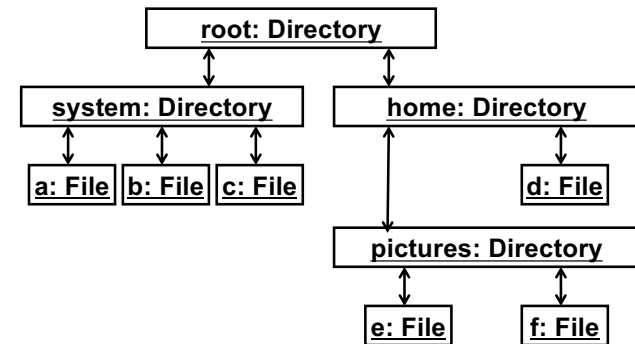 root: Directory
system: Directory
home: Directory
a: File
b: File
c: File
d: File
pictures: Directory
e: File
f: File